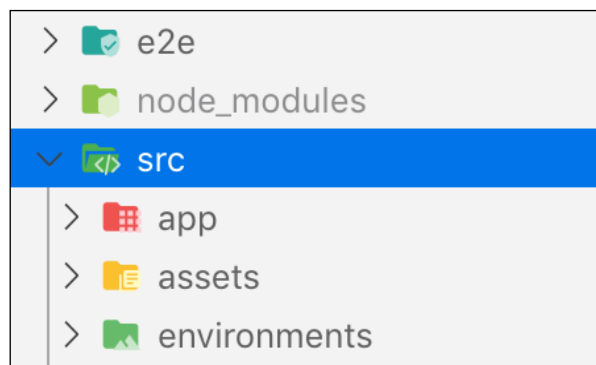 e2e
node_modules
src
app
assets
environments